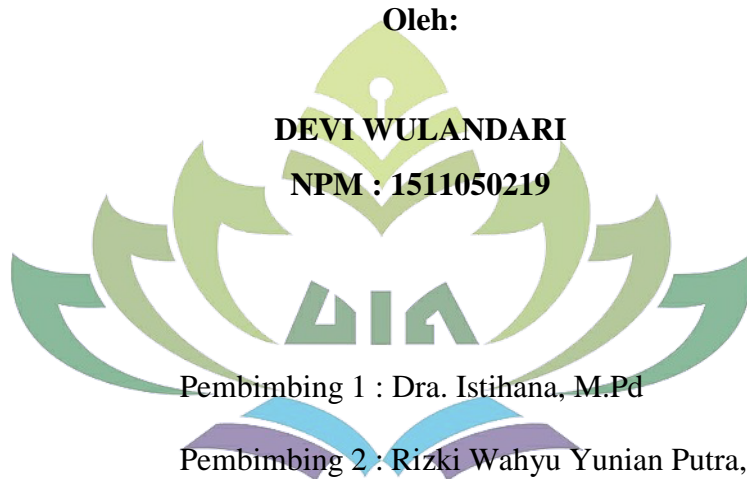 Oleh:
DEVI WULANDARI
NPM : 1511050219
UIN
Pembimbing 1 : Dra. Istihana, M.Pd
Pembimbing 2 : Rizki Wahyu Yunian Putra,